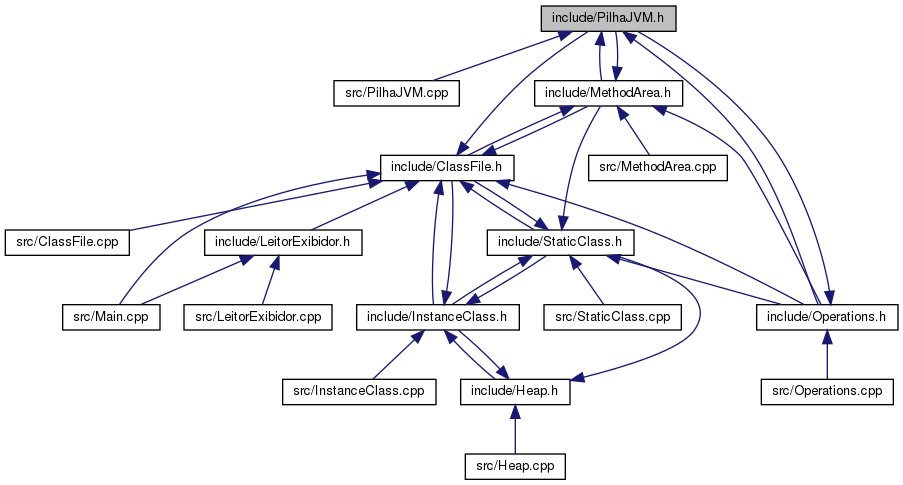 include/PilhaJVM.h
src/PilhaJVM.cpp
include/MethodArea.h
include/ClassFile.h
src/MethodArea.cpp
src/ClassFile.cpp
include/LeitorExibidor.h
include/StaticClass.h
src/Main.cpp
src/LeitorExibidor.cpp
include/InstanceClass.h
src/StaticClass.cpp
include/Operations.h
src/InstanceClass.cpp
include/Heap.h
src/Operations.cpp
src/Heap.cpp